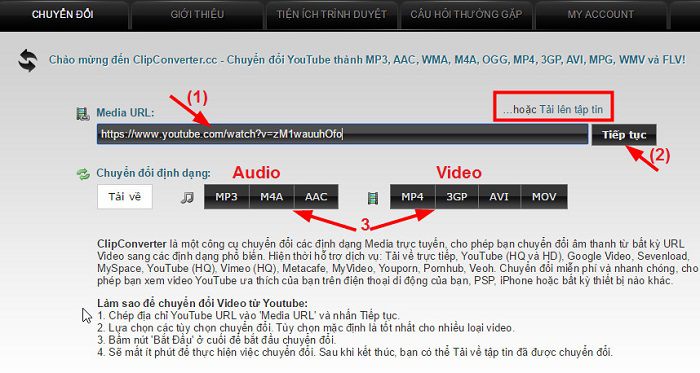 CHUYỂN ĐỔI GIỚI THIỆU TIỆN ÍCH TRÌNH DUYỆT CÂU HỎI THƯỜNG GẶP MY ACCOUNT
Chào mừng đến ClipConverter.cc - Chuyển đổi YouTube thành MP3, AAC, WMA, M4A, OGG, MP4, 3GP, AVI, MPG, WMV và FLV!
(1)
Media URL: ...hoặc Tải lên tập tin
https://www.youtube.com/watch?v=zM1wauuhOfo Tiếp tục
(2)
Chuyển đổi định dạng: Audio Video
Tải về MP3 M4A AAC MP4 3GP AVI MOV
3
ClipConverter là một công cụ chuyển đổi các định dạng Media trực tuyến, cho phép bạn chuyển đổi âm thanh từ bất kỳ URL
Video sang các định dạng phổ biến. Hiện thời hỗ trợ dịch vụ: Tải về trực tiếp, YouTube (HQ và HD), Google Video, Sevenload,
MySpace, YouTube (HQ), Vimeo (HQ), Metacafe, MyVideo, Youporn, Pornhub, Veoh. Chuyển đổi miễn phí và nhanh chóng, cho
phép bạn xem video YouTube ưa thích của bạn trên điện thoại di động của bạn, PSP, iPhone hoặc bất kỳ thiết bị nào khác.
Làm sao để chuyển đổi Video từ Youtube:
1. Chép địa chỉ YouTube URL vào 'Media URL' và nhấn Tiếp tục.
2. Lựa chọn các tùy chọn chuyển đổi. Tùy chọn mặc định là tốt nhất cho nhiều loại video.
3. Bấm nút 'Bắt Đầu' ở cuối để bắt đầu chuyển đổi.
4. Sẽ mất ít phút để thực hiện việc chuyển đổi. Sau khi kết thúc, bạn có thể Tải về tập tin đã được chuyển đổi.